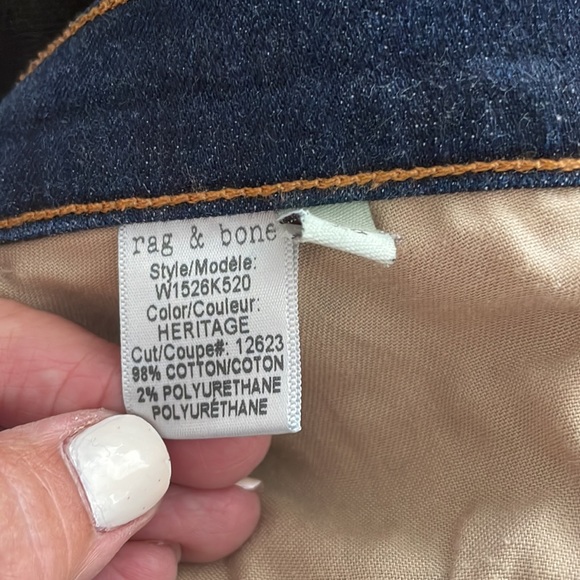 rag & bone
Style/Modèle:
W1526K520
Color/Couleur:
HERITAGE
Cut/Coupe#: 12623
98% COTTON/COTON
2% POLYURETHANE
POLYURÉTHANE